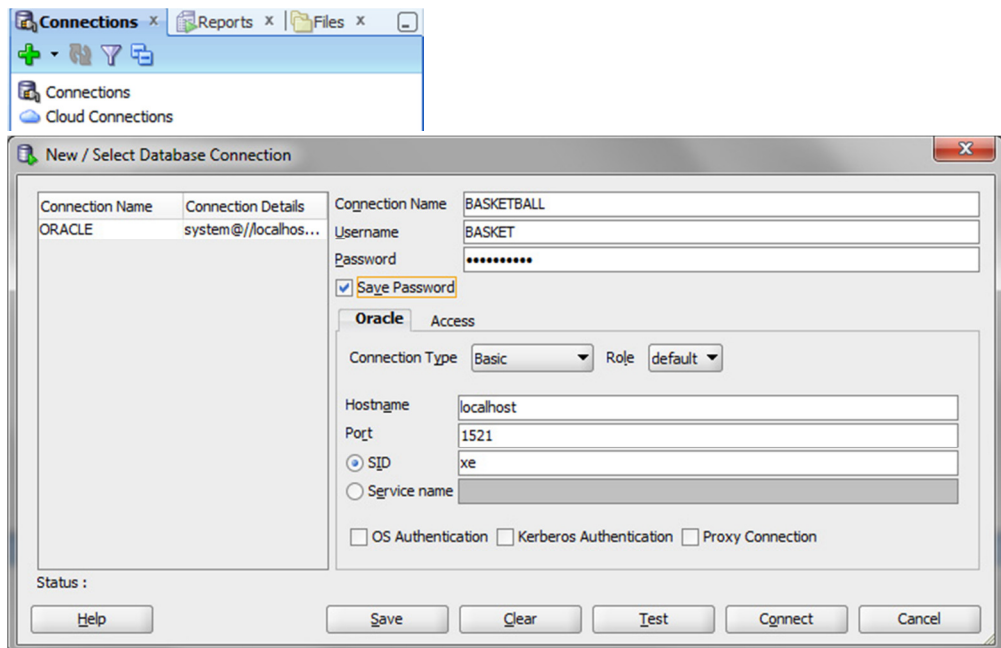 Connections x Reports x Files x
Connections
Cloud Connections
New / Select Database Connection
Connection Name Connection Details
ORACLE system@//localhos...
Connection Name BASKETBALL
Username BASKET
Password ••••••••••
Save Password
Oracle Access
Connection Type Basic Role default
Hostname localhost
Port 1521
SID xe
Service name
OS Authentication Kerberos Authentication Proxy Connection
Status :
Help Save Clear Test Connect Cancel